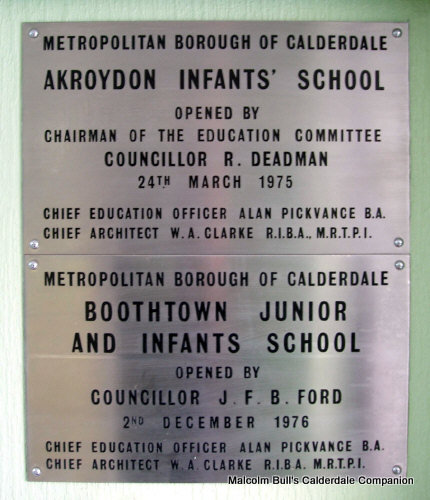 METROPOLITAN BOROUGH OF CALDERDALE
AKROYDON INFANTS' SCHOOL
OPENED BY
CHAIRMAN OF THE EDUCATION COMMITTEE
COUNCILLOR R. DEADMAN
24TH MARCH 1975
CHIEF EDUCATION OFFICER ALAN PICKVANCE B.A.
CHIEF ARCHITECT W.A. CLARKE R.I.B.A., M.R.T.P.I.
METROPOLITAN BOROUGH OF CALDERDALE
BOOTHTOWN JUNIOR
AND INFANTS SCHOOL
OPENED BY
COUNCILLOR J.F.B. FORD
2ND DECEMBER 1976
CHIEF EDUCATION OFFICER ALAN PICKVANCE B.A.
CHIEF ARCHITECT W.A. CLARKE R.I.B.A. M.R.T.P.I.
Malcolm Bull's Calderdale Companion